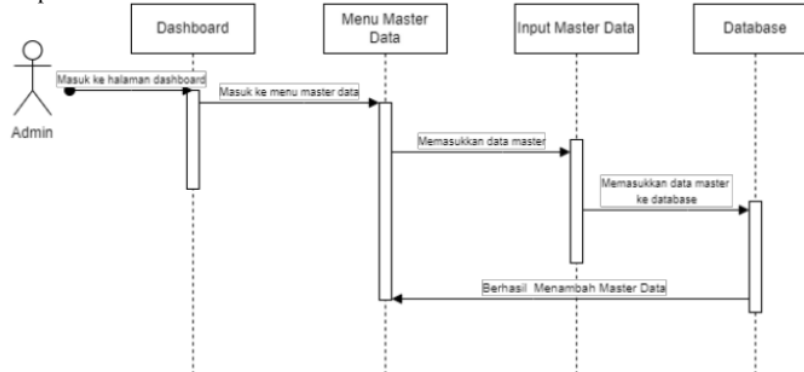 Dashboard
Menu Master
Data
Input Master Data
Database
Masuk ke halaman dashboard
Masuk ke menu master data
Admin
Memasukkan data master
Memasukkan data master
ke database
Berhasil Menambah Master Data